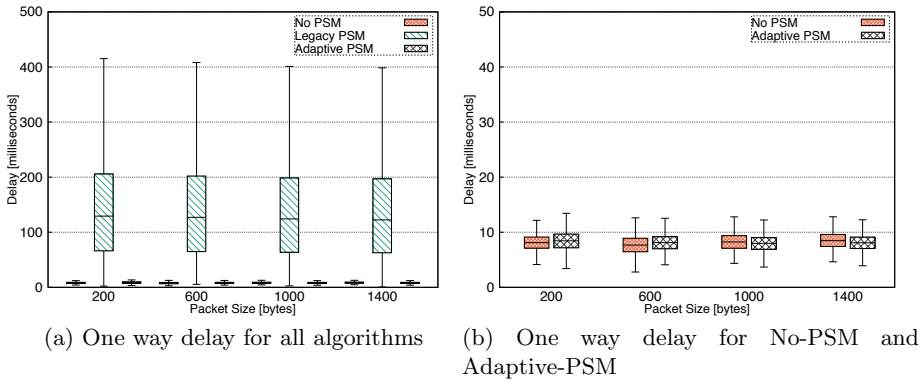 500
400
300
200
100
0
Delay [milliseconds]
No PSM
Legacy PSM
Adaptive PSM
200 600 1000 1400
Packet Size [bytes]
(a) One way delay for all algorithms
50
40
30
20
10
0
Delay [milliseconds]
No PSM
Adaptive PSM
200 600 1000 1400
Packet Size [bytes]
(b) One way delay for No-PSM and
Adaptive-PSM